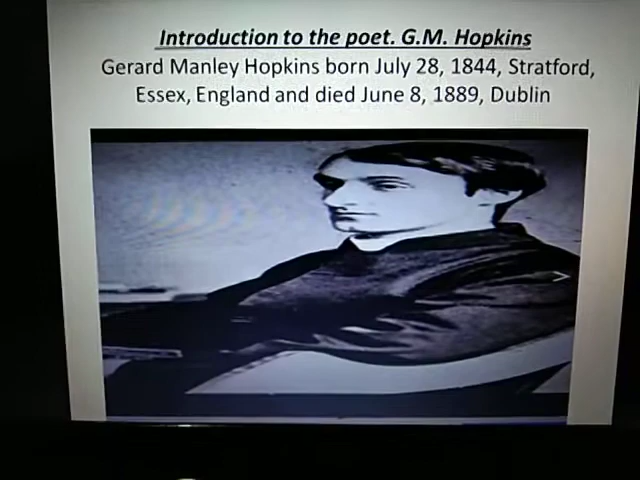 Introduction to the poet. G.M. Hopkins
Gerard Manley Hopkins born July 28, 1844, Stratford,
Essex, England and died June 8, 1889, Dublin